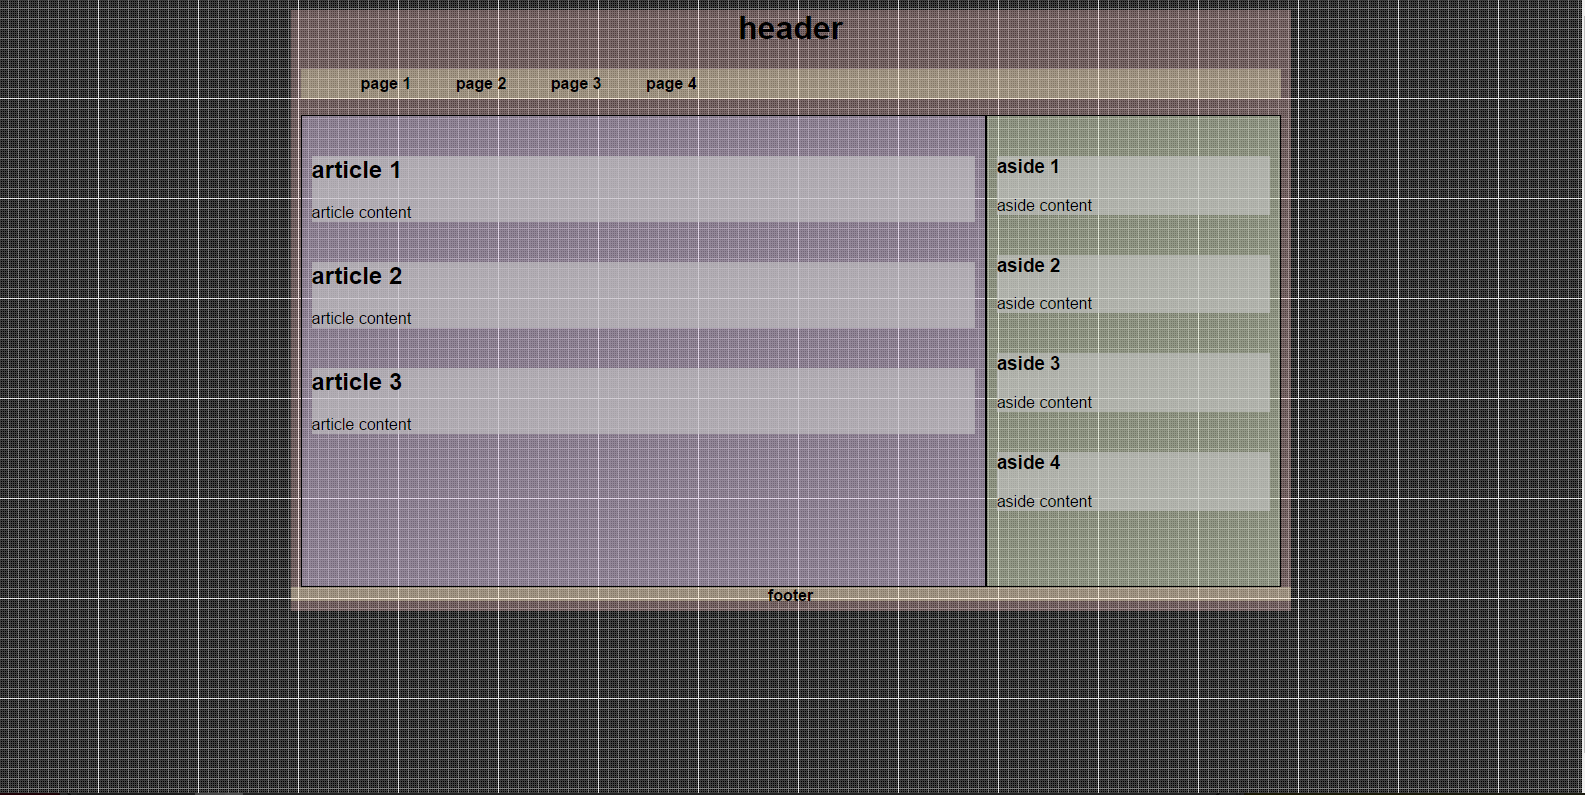 header
page 1 page 2 page 3 page 4
article 1
article content
article 2
article content
article 3
article content
aside 1
aside content
aside 2
aside content
aside 3
aside content
aside 4
aside content
footer